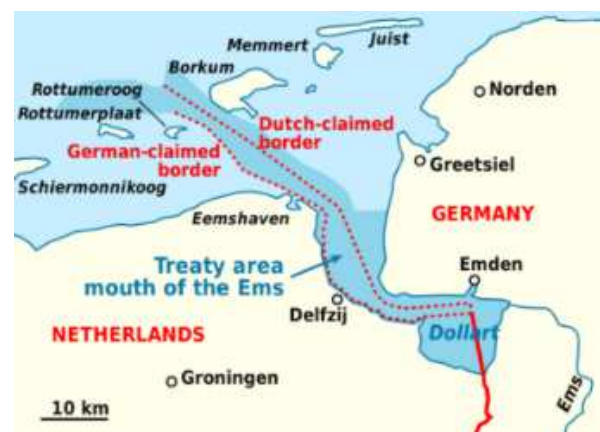 Juist
Memmert
Borkum
Rottumeroog
Rottumerplaat
Norden
Dutch-claimed
border
German-claimed
border
Greetsiel
Schiermonnikoog
Eemshaven
GERMANY
Treaty area
mouth of the Ems
Emden
Delfzij
Dollart
NETHERLANDS
Groningen
Ems
10 km